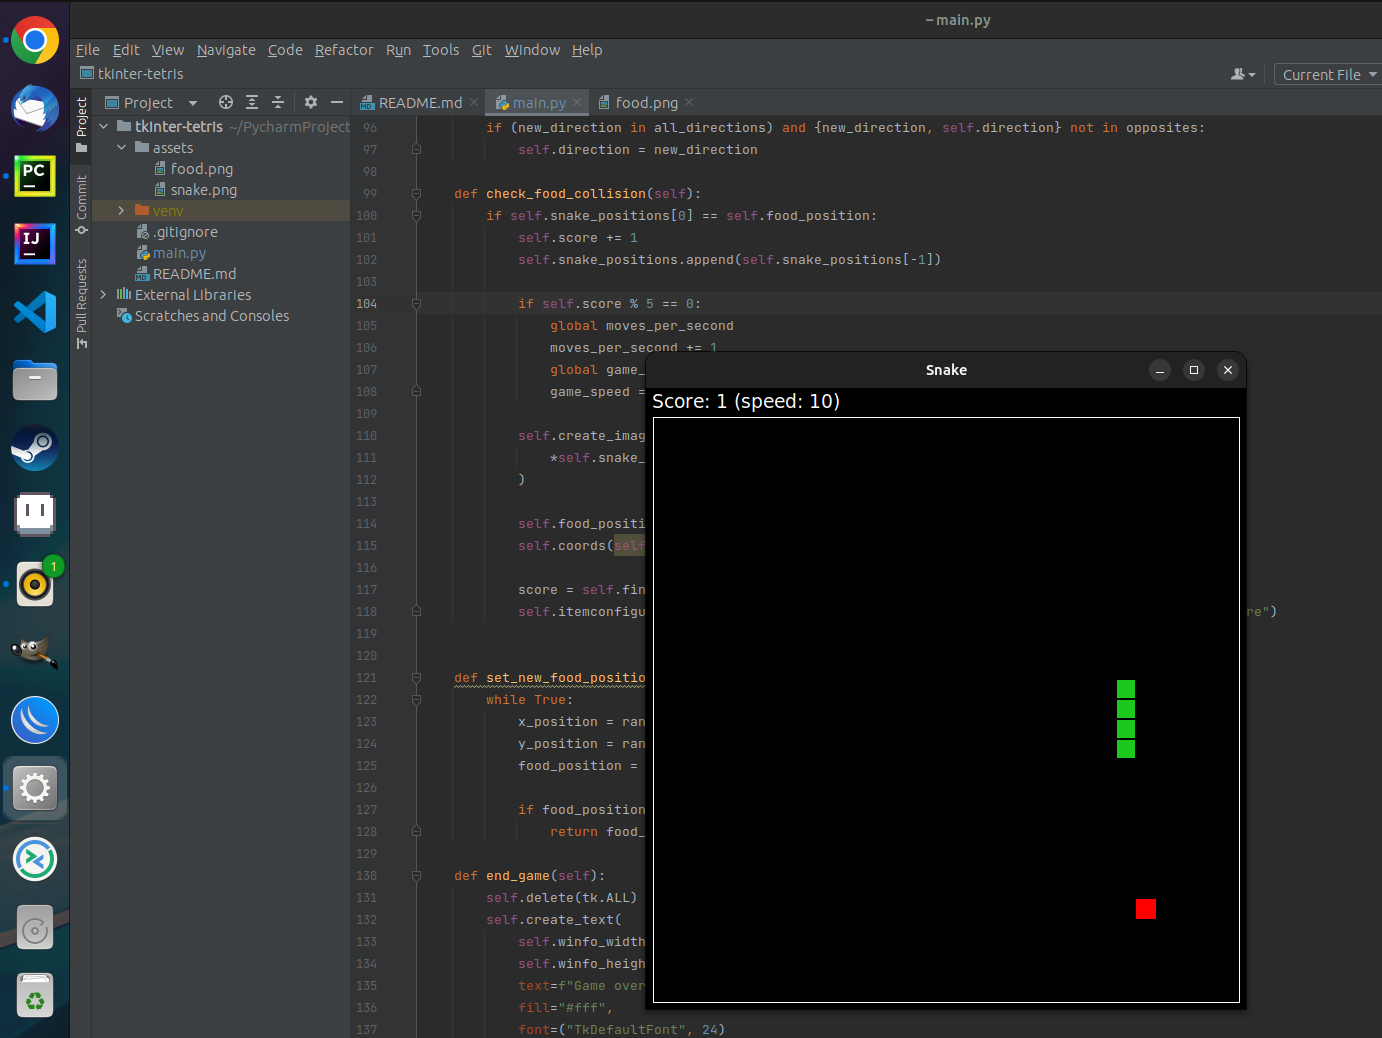 – main.py
File Edit View Navigate Code Refactor Run Tools Git Window Help
tkinter-tetris
Current File
Project
README.md
main.py
food.png
Project
Commit
Pull Requests
tkinter-tetris ~/PycharmProject
assets
food.png
snake.png
venv
.gitignore
main.py
README.md
External Libraries
Scratches and Consoles
PC
IJ
1
96 if (new_direction in all_directions) and {new_direction, self.direction} not in opposites:
97 self.direction = new_direction
98
99 def check_food_collision(self):
100 if self.snake_positions[0] == self.food_position:
101 self.score += 1
102 self.snake_positions.append(self.snake_positions[-1])
103
104 if self.score % 5 == 0:
105 global moves_per_second
106 moves_per_second += 1
107 global game_
108 game_speed =
109
110 self.create_imag
111 *self.snake_
112 )
113
114 self.food_positi
115 self.coords(self
116
117 score = self.fin
118 self.itemconfigu re")
119
120
121 def set_new_food_positio
122 while True:
123 x_position = ran
124 y_position = ran
125 food_position =
126
127 if food_position
128 return food_
129
130 def end_game(self):
131 self.delete(tk.ALL)
132 self.create_text(
133 self.winfo_width
134 self.winfo_heigh
135 text=f"Game over
136 fill="#fff",
137 font=("TkDefaultFont", 24)
Snake
Score: 1 (speed: 10)